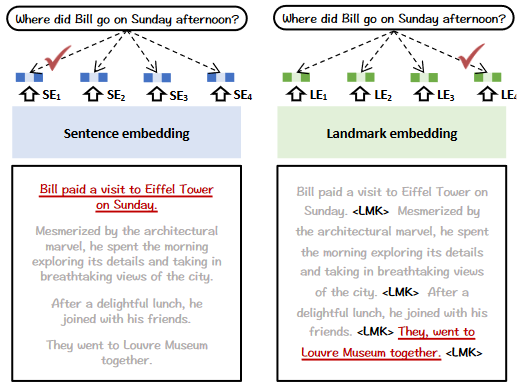 Where did Bill go on Sunday afternoon?
SE1 SE2 SE3 SE4
Sentence embedding
Bill paid a visit to Eiffel Tower
on Sunday.
Mesmerized by the architectural
marvel, he spent the morning
exploring its details and taking in
breathtaking views of the city.
After a delightful lunch, he
joined with his friends.
They went to Louvre Museum
together.
Where did Bill go on Sunday afternoon?
LE1 LE2 LE3 LE4
Landmark embedding
Bill paid a visit to Eiffel Tower on
Sunday. <LMK> Mesmerized by
the architectural marvel, he spent
the morning exploring its details
and taking in breathtaking views
of the city. <LMK> After a
delightful lunch, he joined with his
friends. <LMK> They, went to
Louvre Museum together. <LMK>